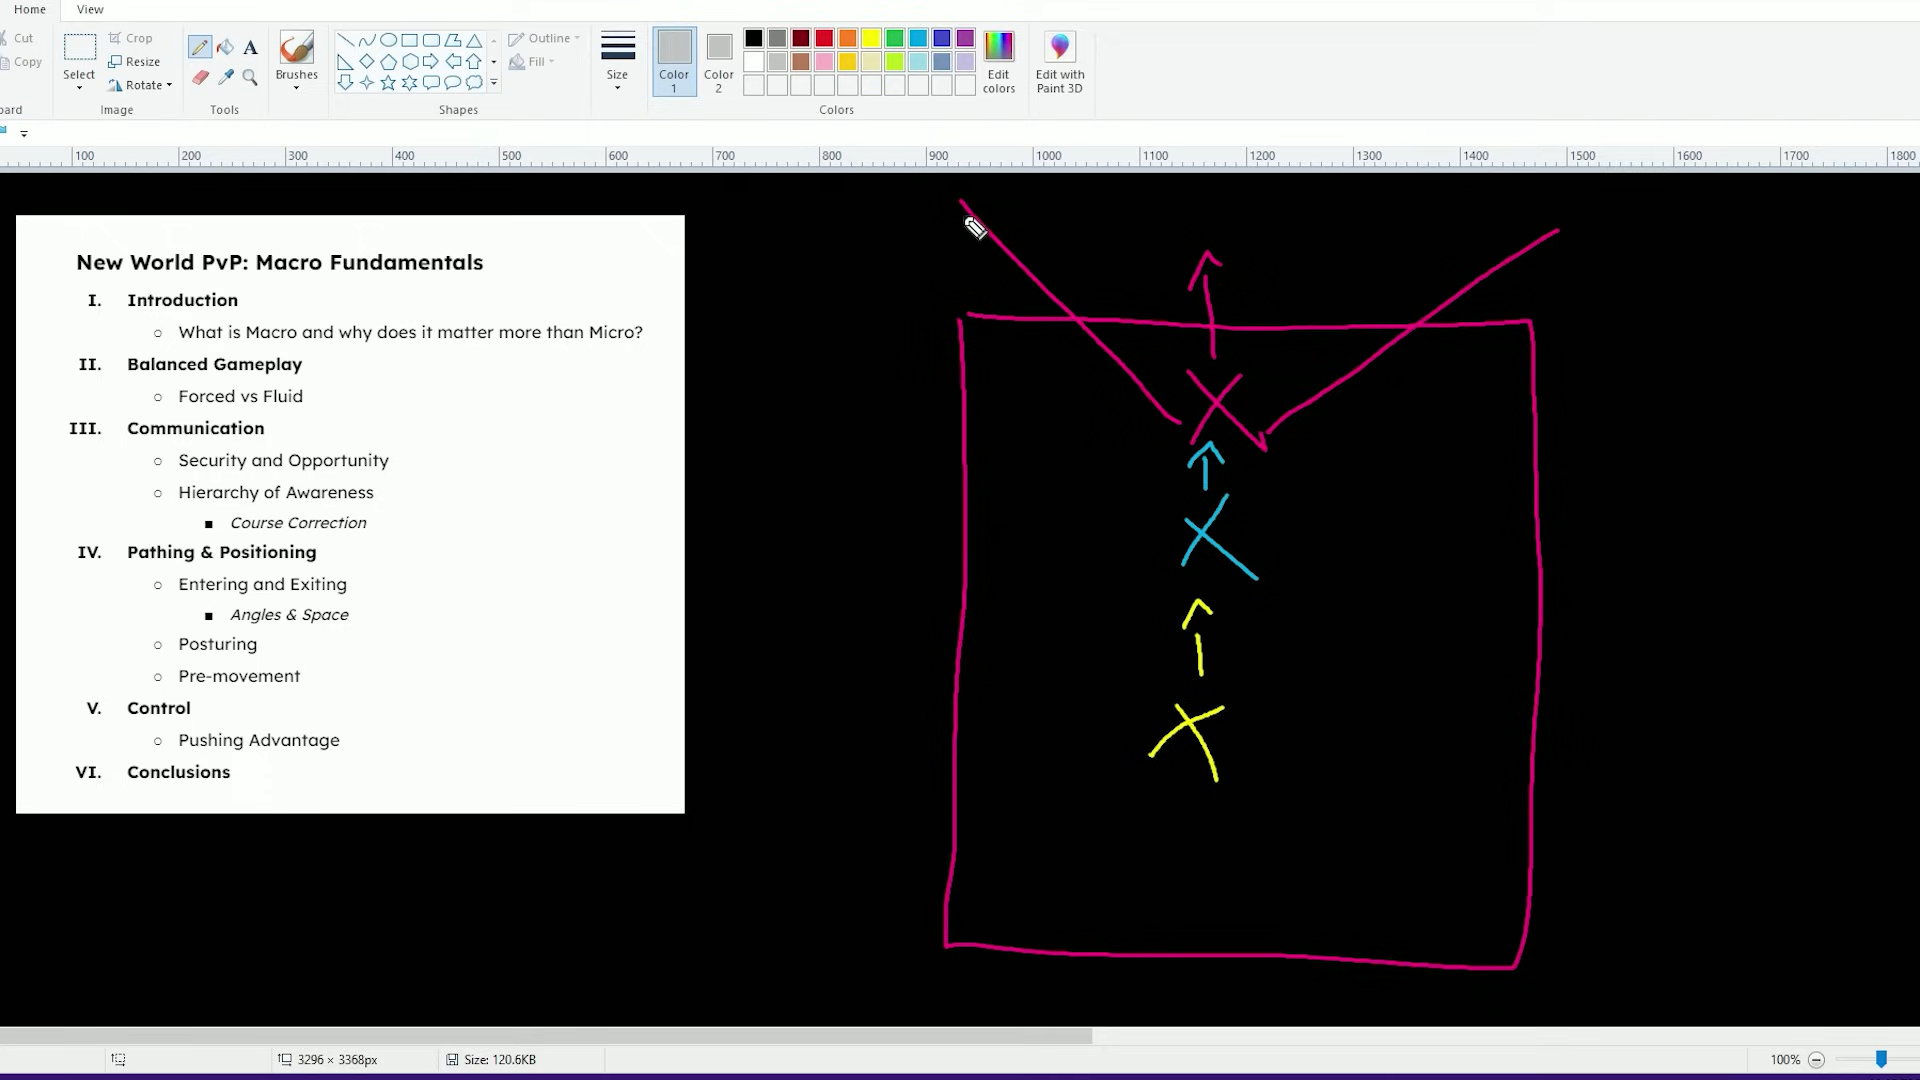 Home View
Cut
Copy
ard
Select
Crop
Resize
Rotate
Image
A
Tools
Brushes
Shapes
Outline
Fill
Size
Color
1
Color
2
Colors
Edit
colors
Edit with
Paint 3D
100 200 300 400 500 600 700 800 900 1000 1100 1200 1300 1400 1500 1600 1700 1800
New World PvP: Macro Fundamentals
I. Introduction
○ What is Macro and why does it matter more than Micro?
II. Balanced Gameplay
○ Forced vs Fluid
III. Communication
○ Security and Opportunity
○ Hierarchy of Awareness
■ Course Correction
IV. Pathing & Positioning
○ Entering and Exiting
■ Angles & Space
○ Posturing
○ Pre-movement
V. Control
○ Pushing Advantage
VI. Conclusions
3296 × 3368px
Size: 120.6KB
100%